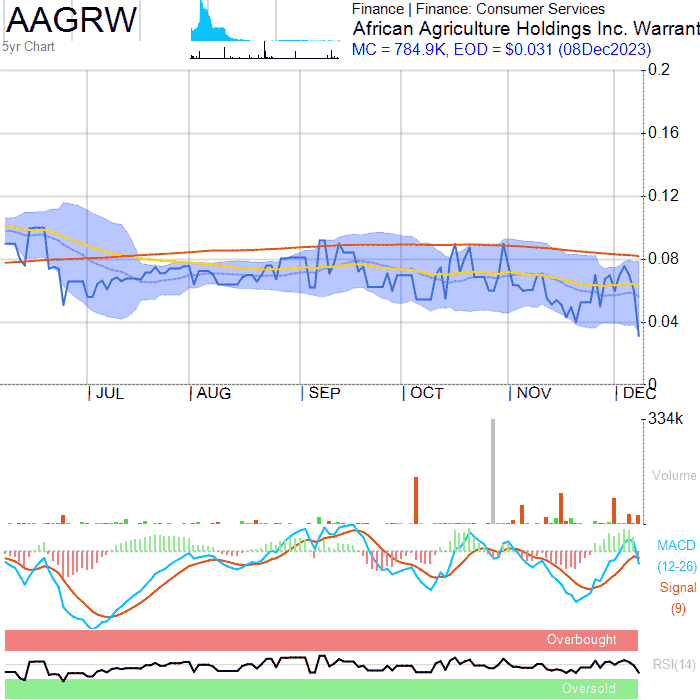 AAGRW
5yr Chart
Finance | Finance: Consumer Services
African Agriculture Holdings Inc. Warrant
MC = 784.9K, EOD = $0.031 (08Dec2023)
0.2
0.16
0.12
0.08
0.04
0
JUL
AUG
SEP
OCT
NOV
DEC
334k
Volume
MACD
(12-26)
Signal
(9)
Overbought
RSI(14)
Oversold